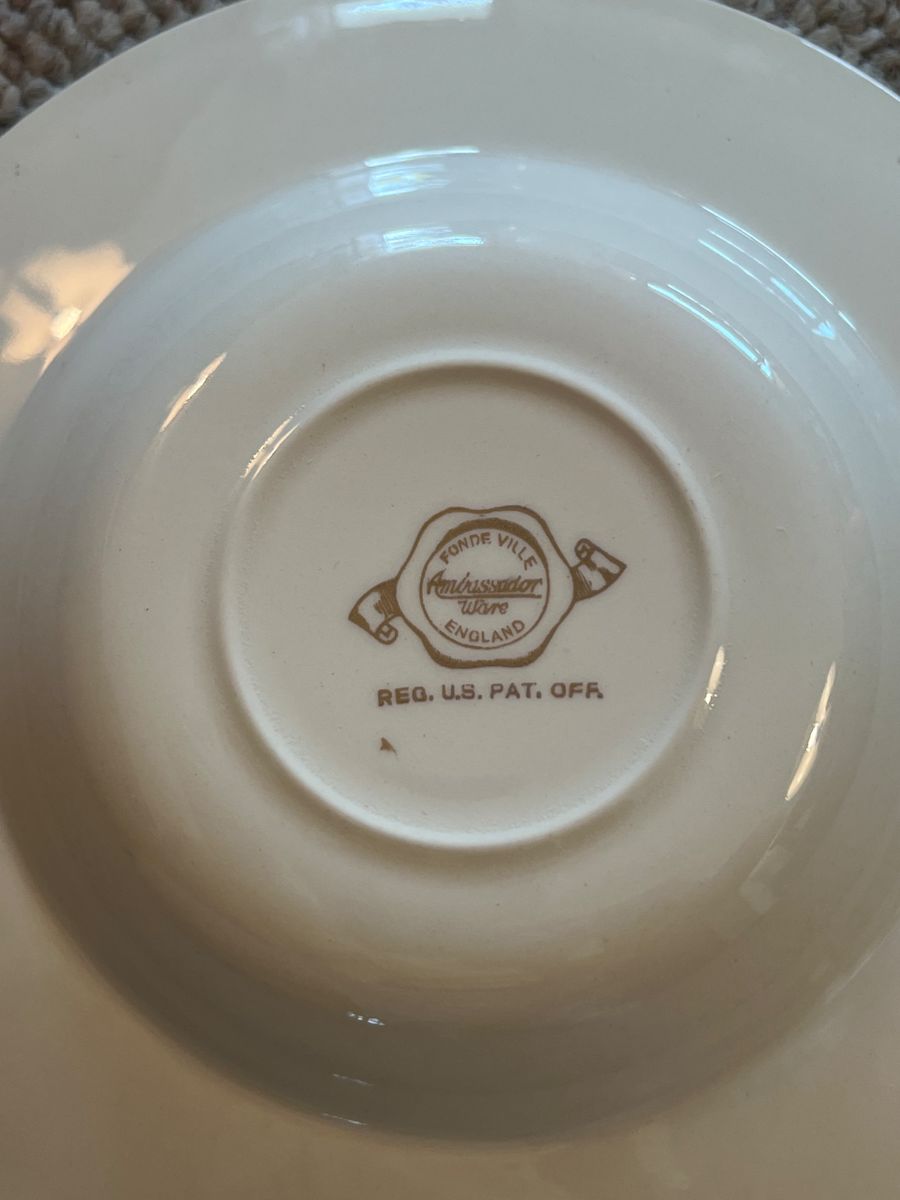 FONDE VILLE
Ambassador
Ware
ENGLAND
REG. U.S. PAT. OFF.